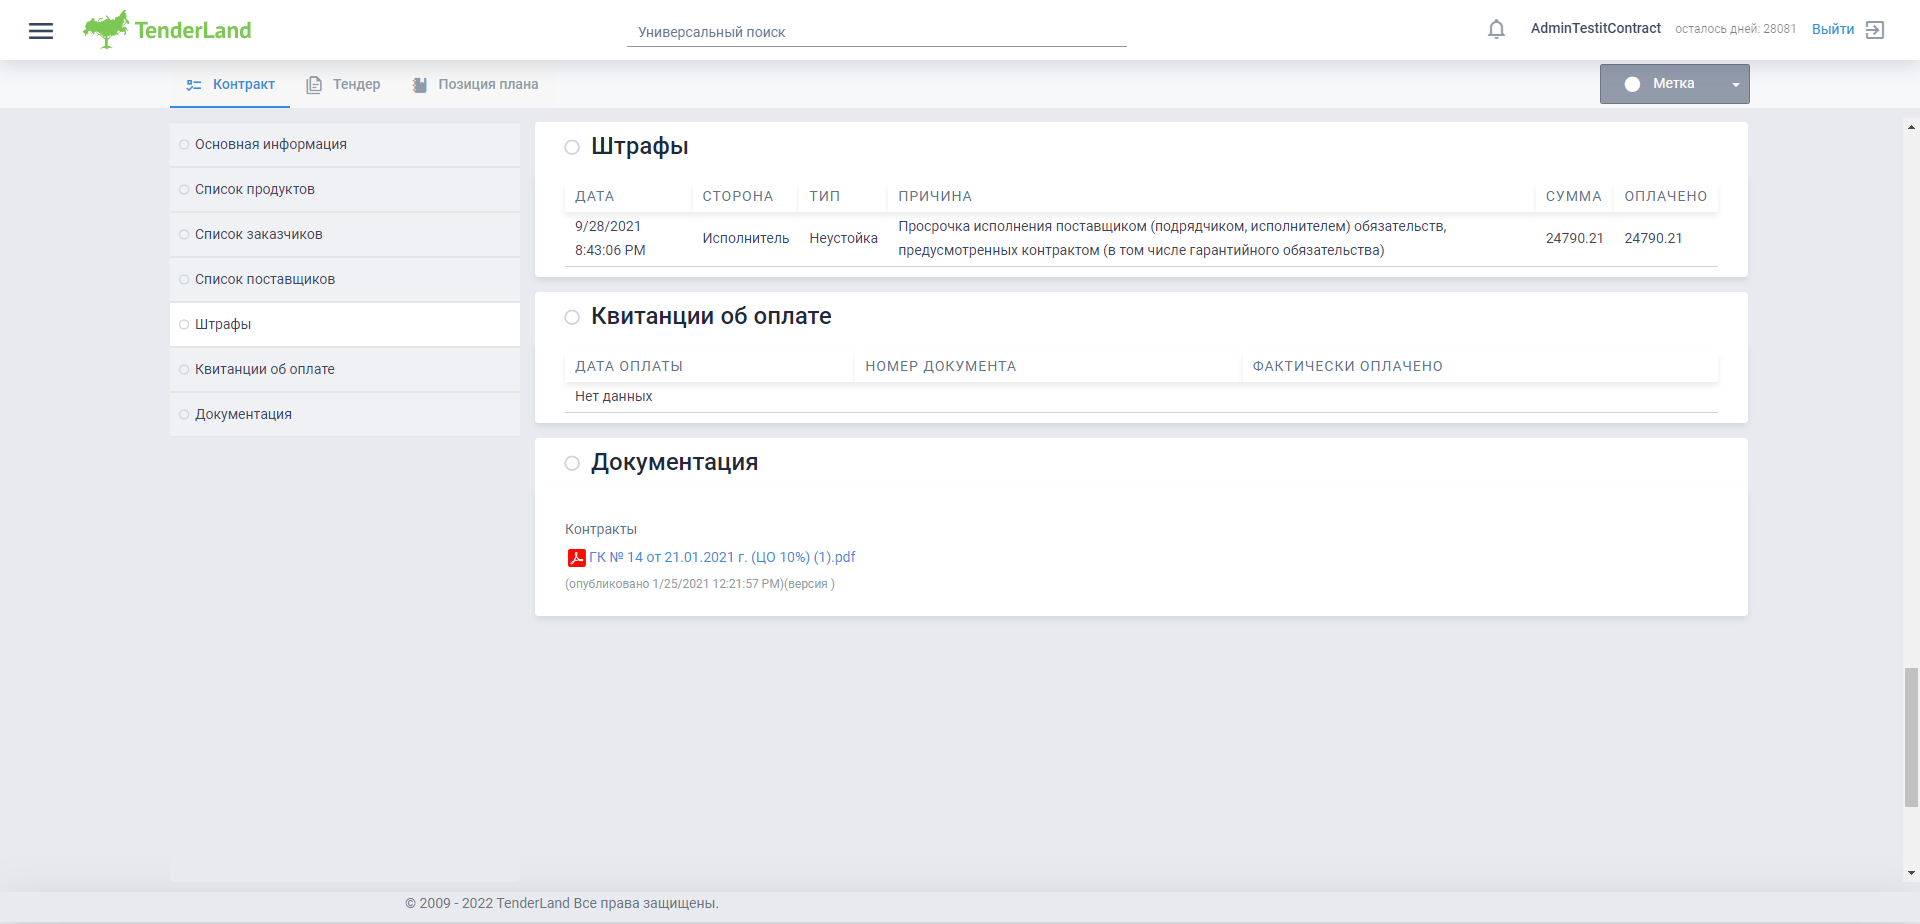 TenderLand
Универсальный поиск
AdminTestitContract осталось дней: 28081 Выйти
Контракт Тендер Позиция плана
Метка
Основная информация
Список продуктов
Список заказчиков
Список поставщиков
Штрафы
Квитанции об оплате
Документация
Штрафы
ДАТА СТОРОНА ТИП ПРИЧИНА СУММА ОПЛАЧЕНО
9/28/2021
8:43:06 PM
Исполнитель
Неустойка
Просрочка исполнения поставщиком (подрядчиком, исполнителем) обязательств,
предусмотренных контрактом (в том числе гарантийного обязательства)
24790.21
24790.21
Квитанции об оплате
ДАТА ОПЛАТЫ НОМЕР ДОКУМЕНТА ФАКТИЧЕСКИ ОПЛАЧЕНО
Нет данных
Документация
Контракты
ГК № 14 от 21.01.2021 г. (ЦО 10%) (1).pdf
(опубликовано 1/25/2021 12:21:57 PM)(версия )
© 2009 - 2022 TenderLand Все права защищены.